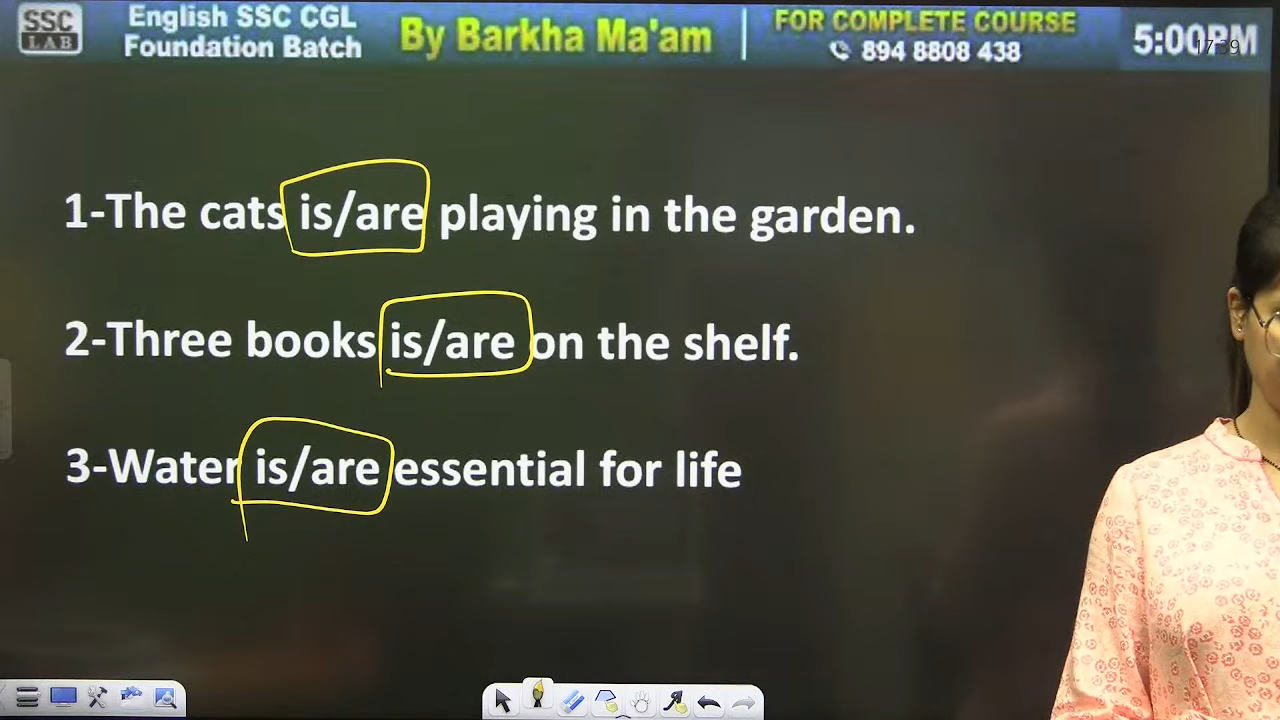 SSC
LAB
English SSC CGL
Foundation Batch
By Barkha Ma'am
FOR COMPLETE COURSE
894 8808 438
5:00PM
17:39
1-The cats is/are playing in the garden.
2-Three books is/are on the shelf.
3-Water is/are essential for life